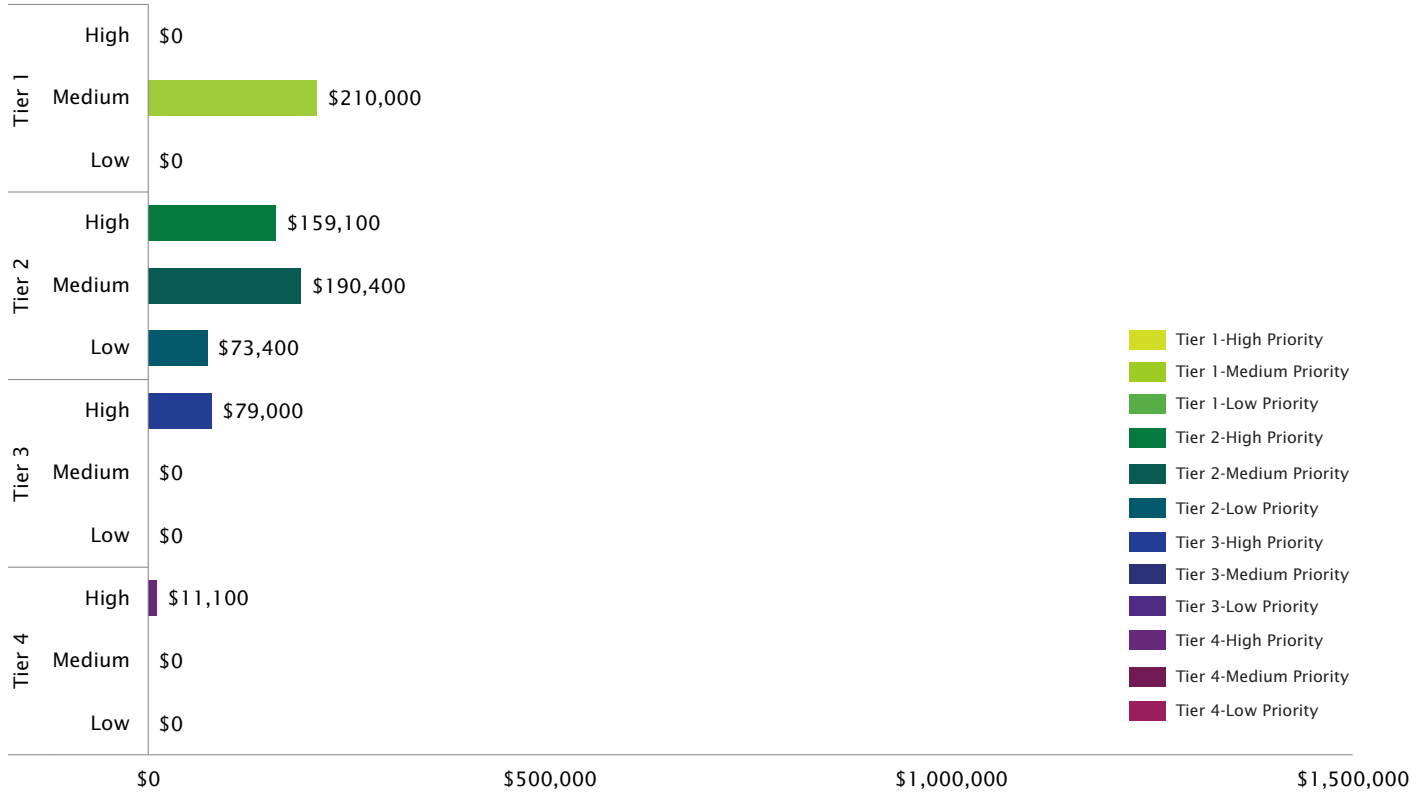 Tier 1
High $0
Medium $210,000
Low $0
Tier 2
High $159,100
Medium $190,400
Low $73,400
Tier 3
High $79,000
Medium $0
Low $0
Tier 4
High $11,100
Medium $0
Low $0
$0 $500,000 $1,000,000 $1,500,000
Tier 1-High Priority
Tier 1-Medium Priority
Tier 1-Low Priority
Tier 2-High Priority
Tier 2-Medium Priority
Tier 2-Low Priority
Tier 3-High Priority
Tier 3-Medium Priority
Tier 3-Low Priority
Tier 4-High Priority
Tier 4-Medium Priority
Tier 4-Low Priority